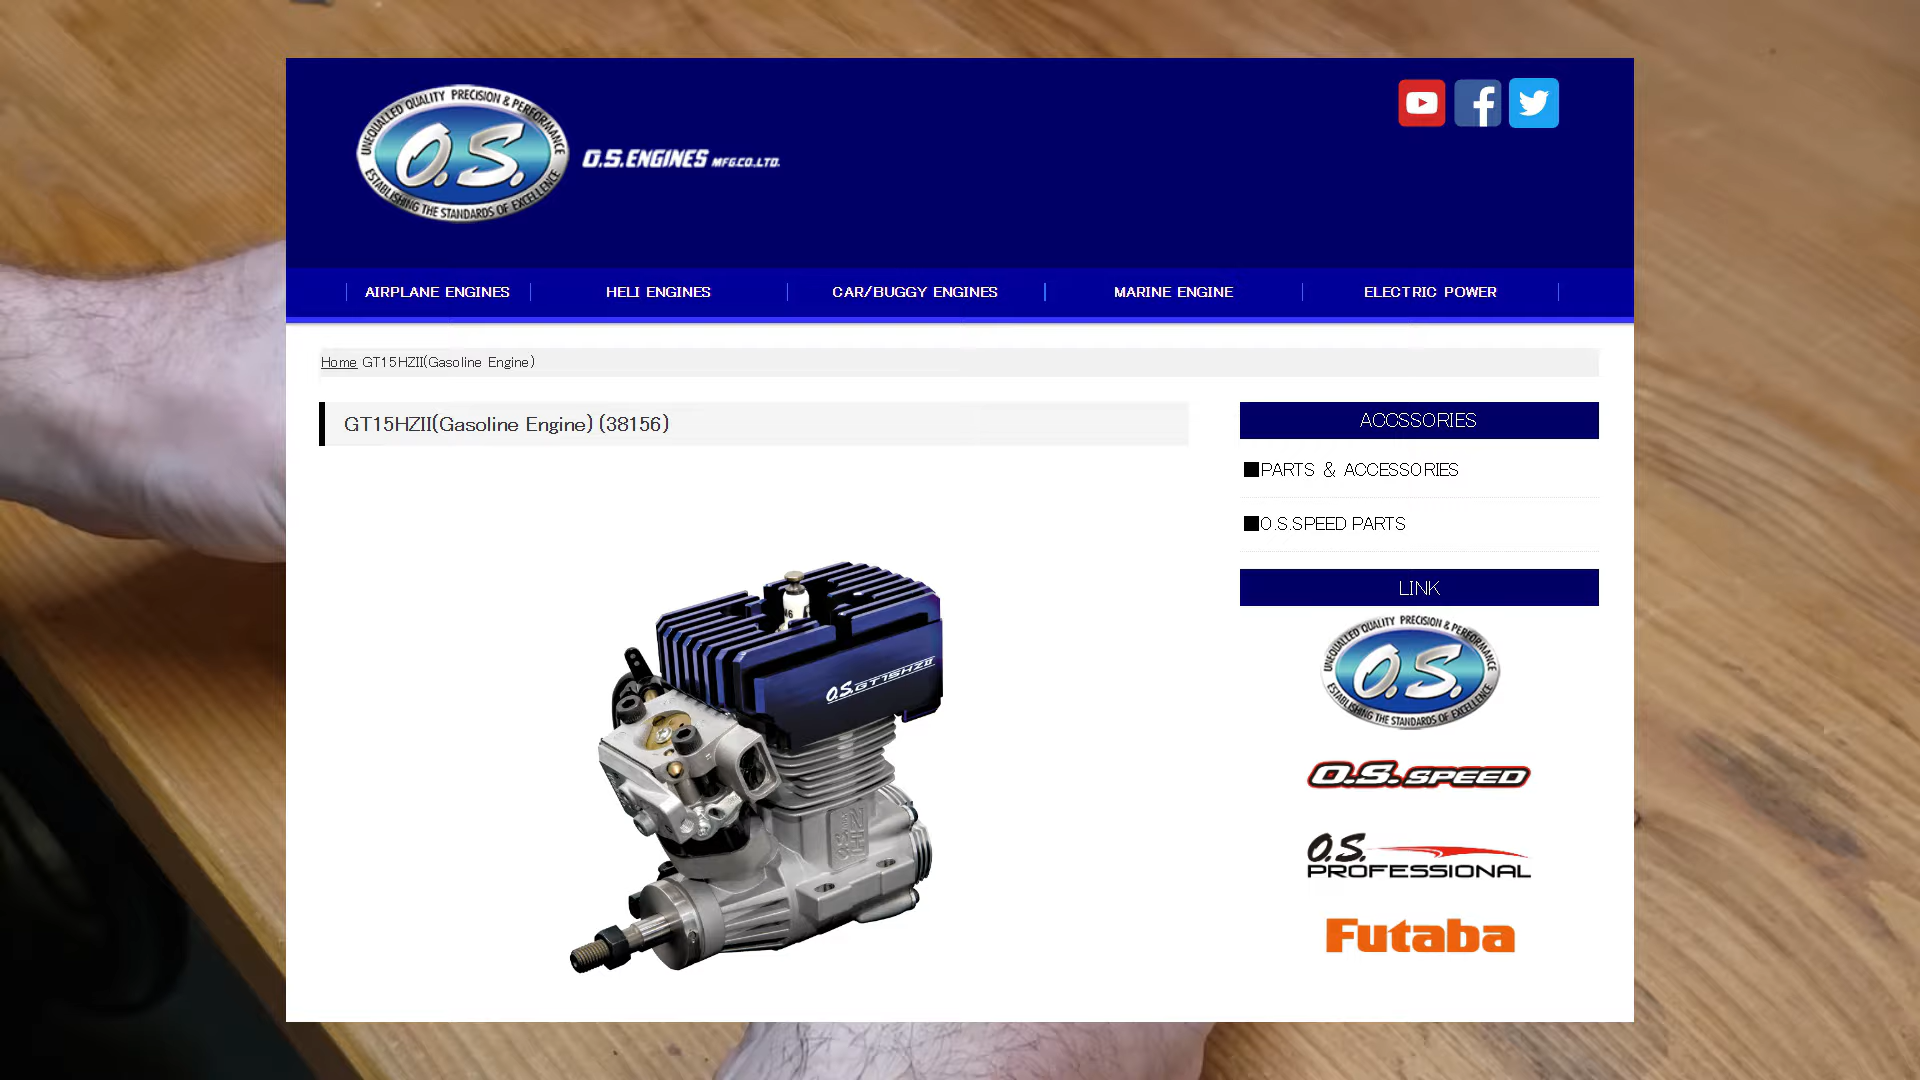 UNEQUALLED QUALITY PRECISION & PERFORMANCE
O.S.
ESTABLISHING THE STANDARDS OF EXCELLENCE
O.S.ENGINES MFG.CO.,LTD.
AIRPLANE ENGINES
HELI ENGINES
CAR/BUGGY ENGINES
MARINE ENGINE
ELECTRIC POWER
Home GT15HZII(Gasoline Engine)
GT15HZII(Gasoline Engine) (38156)
O.S.GT15HZII
ACCSSORIES
■PARTS & ACCESSORIES
■O.S.SPEED PARTS
LINK
UNEQUALLED QUALITY PRECISION & PERFORMANCE
O.S.
ESTABLISHING THE STANDARDS OF EXCELLENCE
O.S. SPEED
O.S.
PROFESSIONAL
Futaba